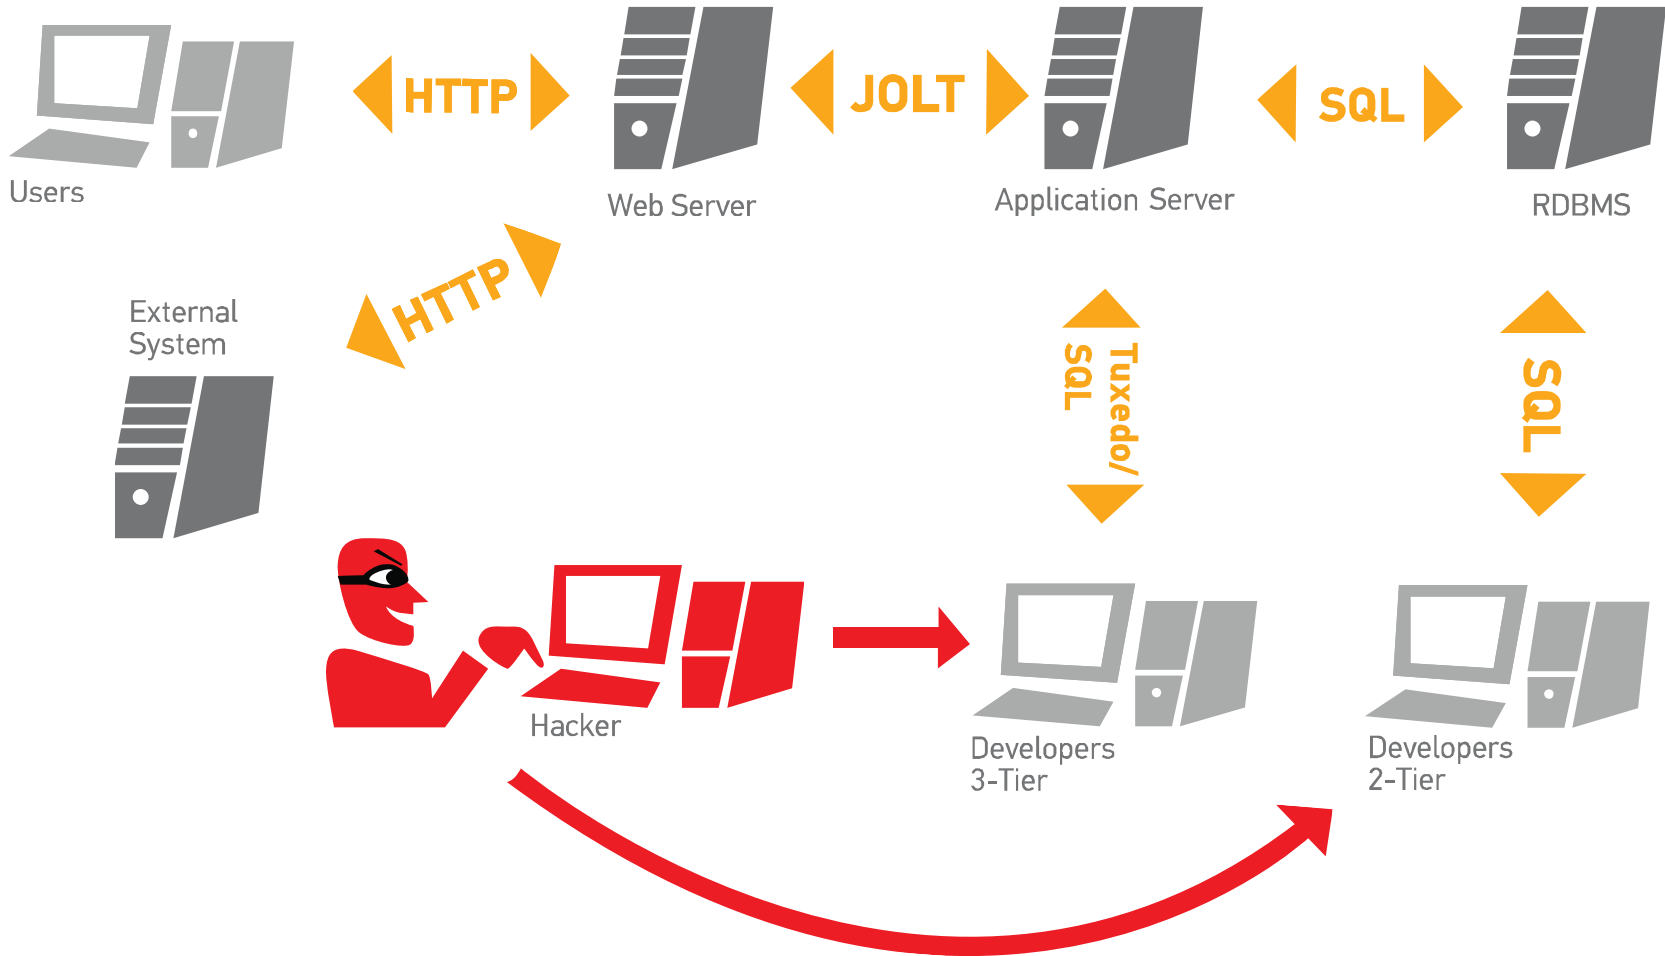 HTTP
JOLT
SQL
Users
Web Server
Application Server
RDBMS
HTTP
External
System
Tuxedo/
SQL
SQL
Hacker
Developers
3-Tier
Developers
2-Tier